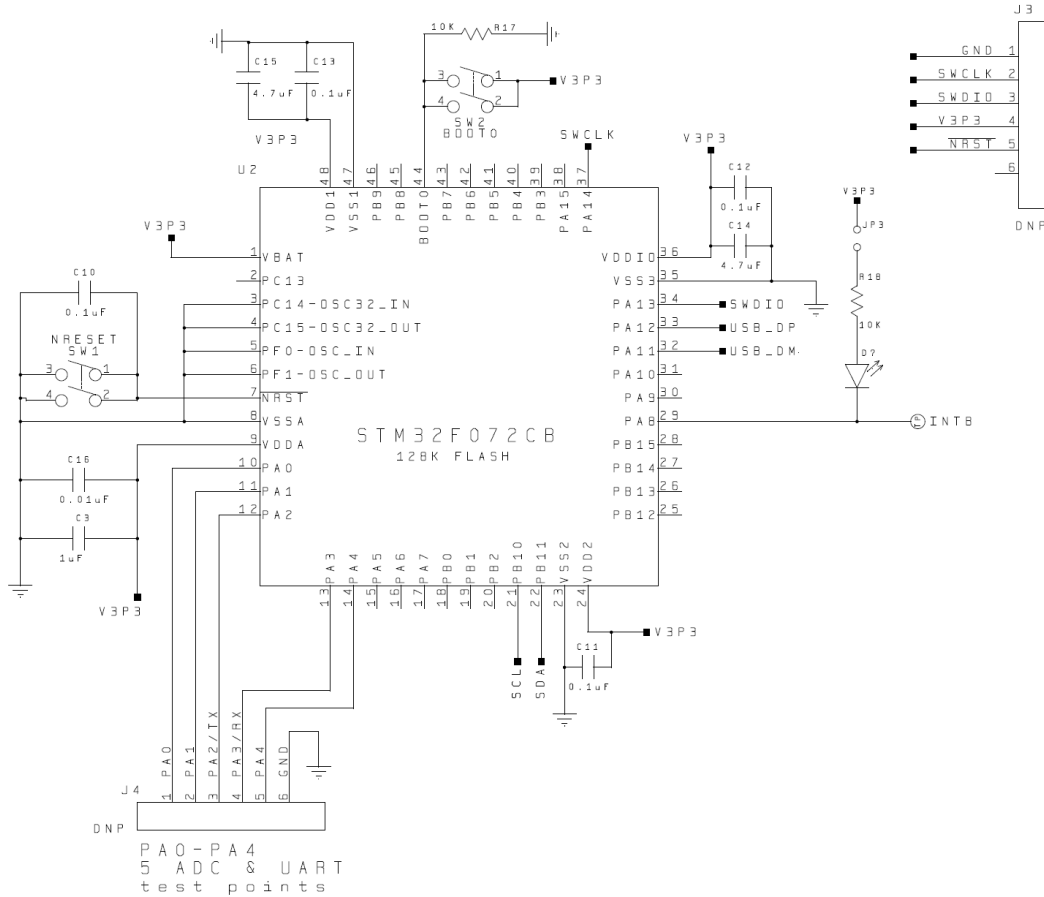 J3
GND 1
SWCLK 2
SWDIO 3
V3P3 4
NRST 5
6
DNP
10K R17
C15
4.7uF
C13
0.1uF
V3P3
3 1
4 2
V3P3
SW2
BOOT0
SWCLK
V3P3
C12
0.1uF
C14
4.7uF
V3P3
JP3
R18
10K
D?
U2
48 47 46 45 44 43 42 41 40 39 38 37
VDD1 VSS1 PB9 PB8 BOOT0 PB7 PB6 PB5 PB4 PB3 PA15 PA14
V3P3
1 VBAT
2 PC13
3 PC14-OSC32_IN
4 PC15-OSC32_OUT
5 PF0-OSC_IN
6 PF1-OSC_OUT
7 NRST
8 VSSA
9 VDDA
10 PA0
11 PA1
12 PA2
C10
0.1uF
NRESET
SW1
3 1
4 2
C16
0.01uF
C3
1uF
V3P3
STM32F072CB
128K FLASH
VDDIO 36
VSS3 35
PA13 34 SWDIO
PA12 33 USB_DP
PA11 32 USB_DM
PA10 31
PA9 30
PA8 29
PB15 28
PB14 27
PB13 26
PB12 25
TP INTB
PA3 PA4 PA5 PA6 PA7 PB0 PB1 PB2 PB10 PB11 VSS2 VDD2
13 14 15 16 17 18 19 20 21 22 23 24
SCL
SDA
C11
0.1uF
V3P3
1 PA0
2 PA1
3 PA2/TX
4 PA3/RX
5 PA4
6 GND
J4
DNP
PA0-PA4
5 ADC & UART
test points